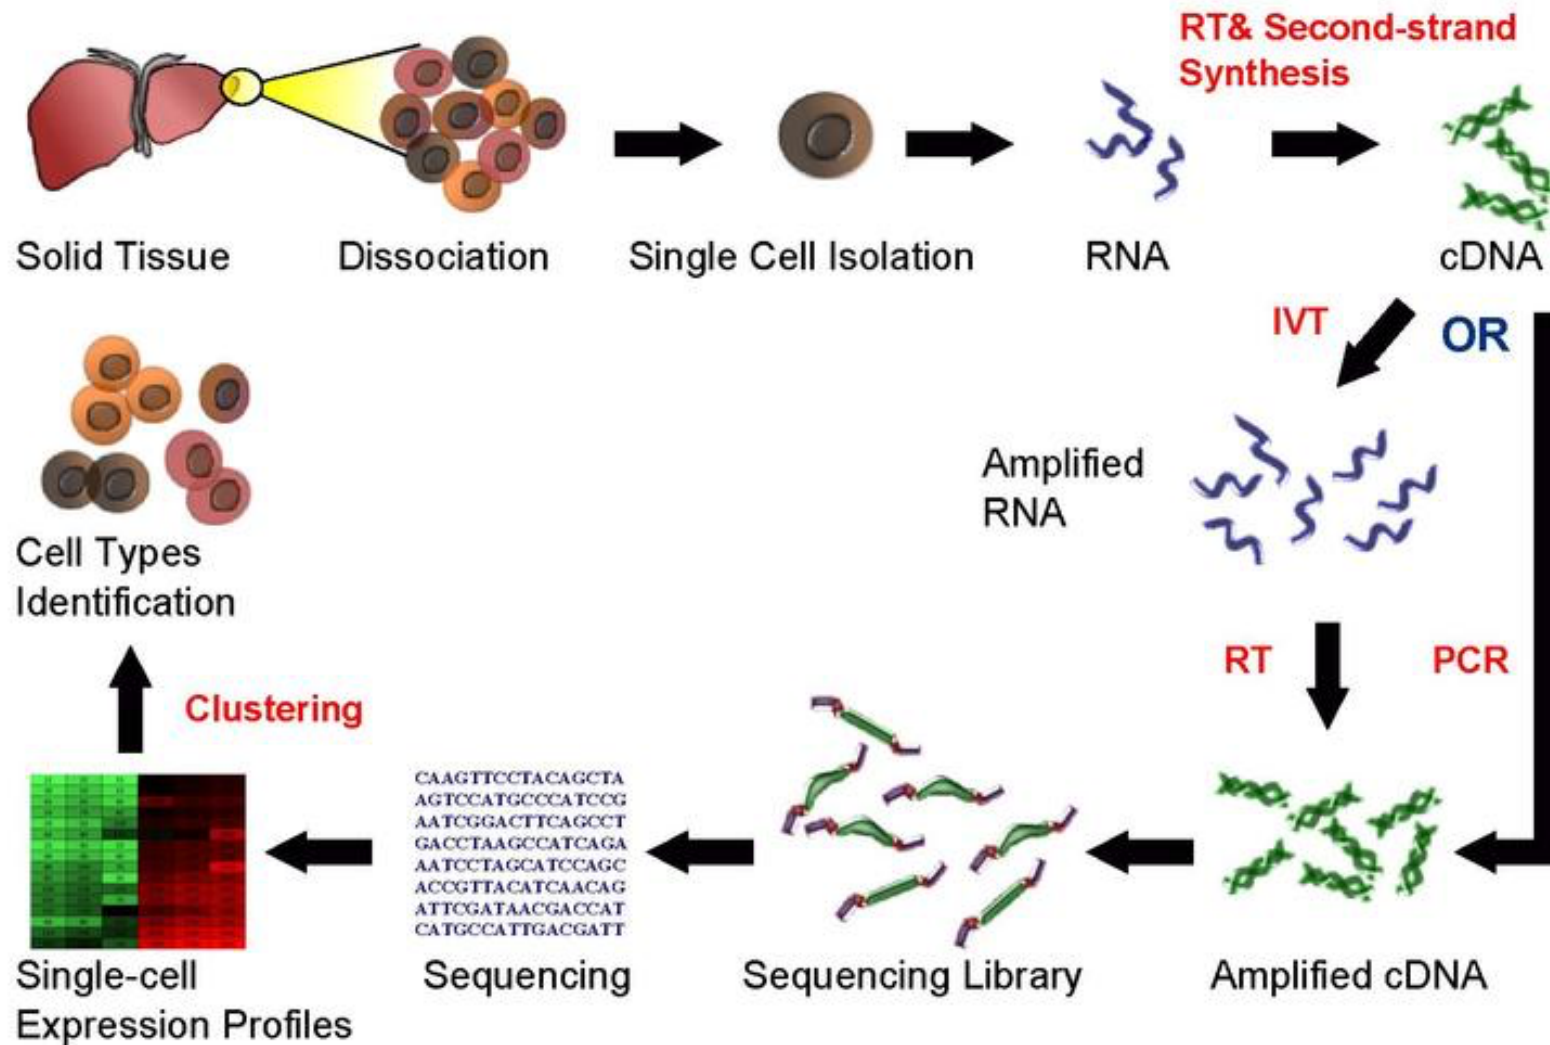 RT& Second-strand
Synthesis
Solid Tissue
Dissociation
Single Cell Isolation
RNA
cDNA
IVT
OR
Amplified
RNA
Cell Types
Identification
RT
PCR
Clustering
CAAGTTCCTACAGCTA
AGTCCATGCCCATCCG
AATCGGACTTCAGCCT
GACCTAAGCCATCAGA
AATCCTAGCATCCAGC
ACCGTTACATCAACAG
ATTCGATAACGACCAT
CATGCCATTGACGATT
Single-cell
Expression Profiles
Sequencing
Sequencing Library
Amplified cDNA